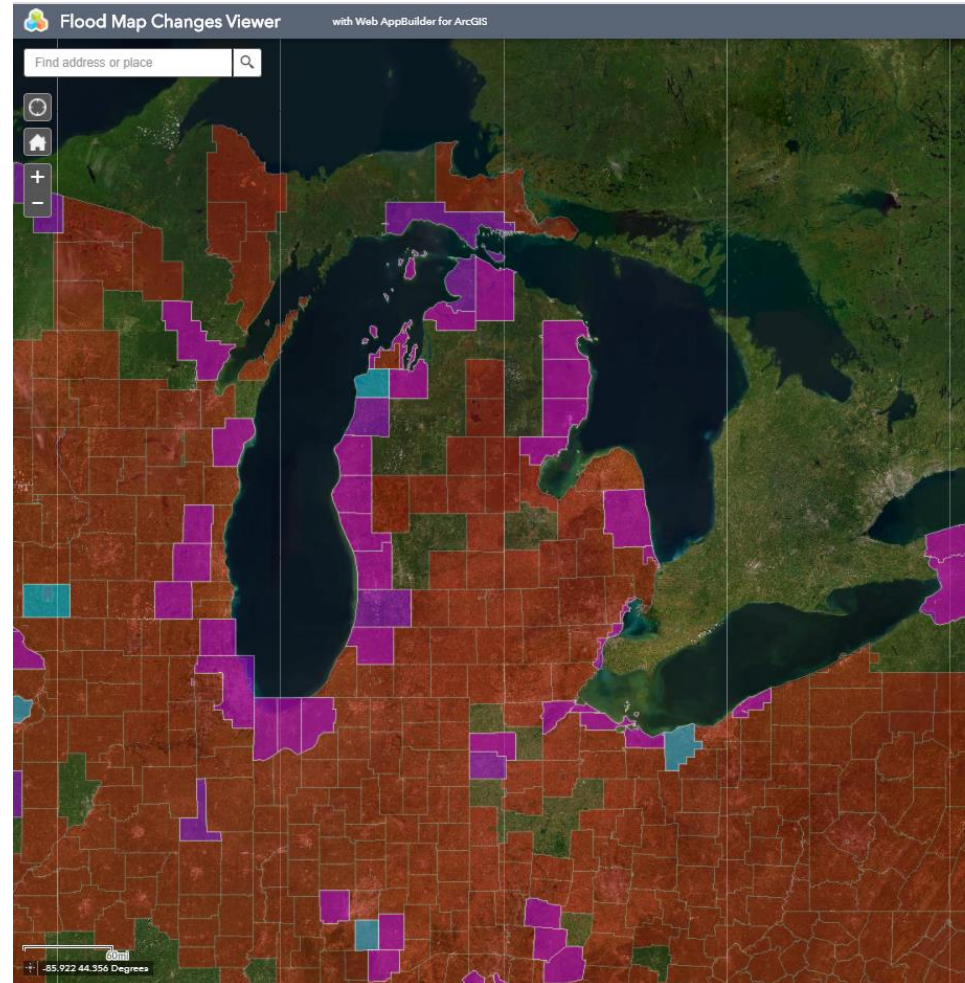 Flood Map Changes Viewer with Web AppBuilder for ArcGIS
Find address or place
+
−
60mi
-85.922 44.356 Degrees